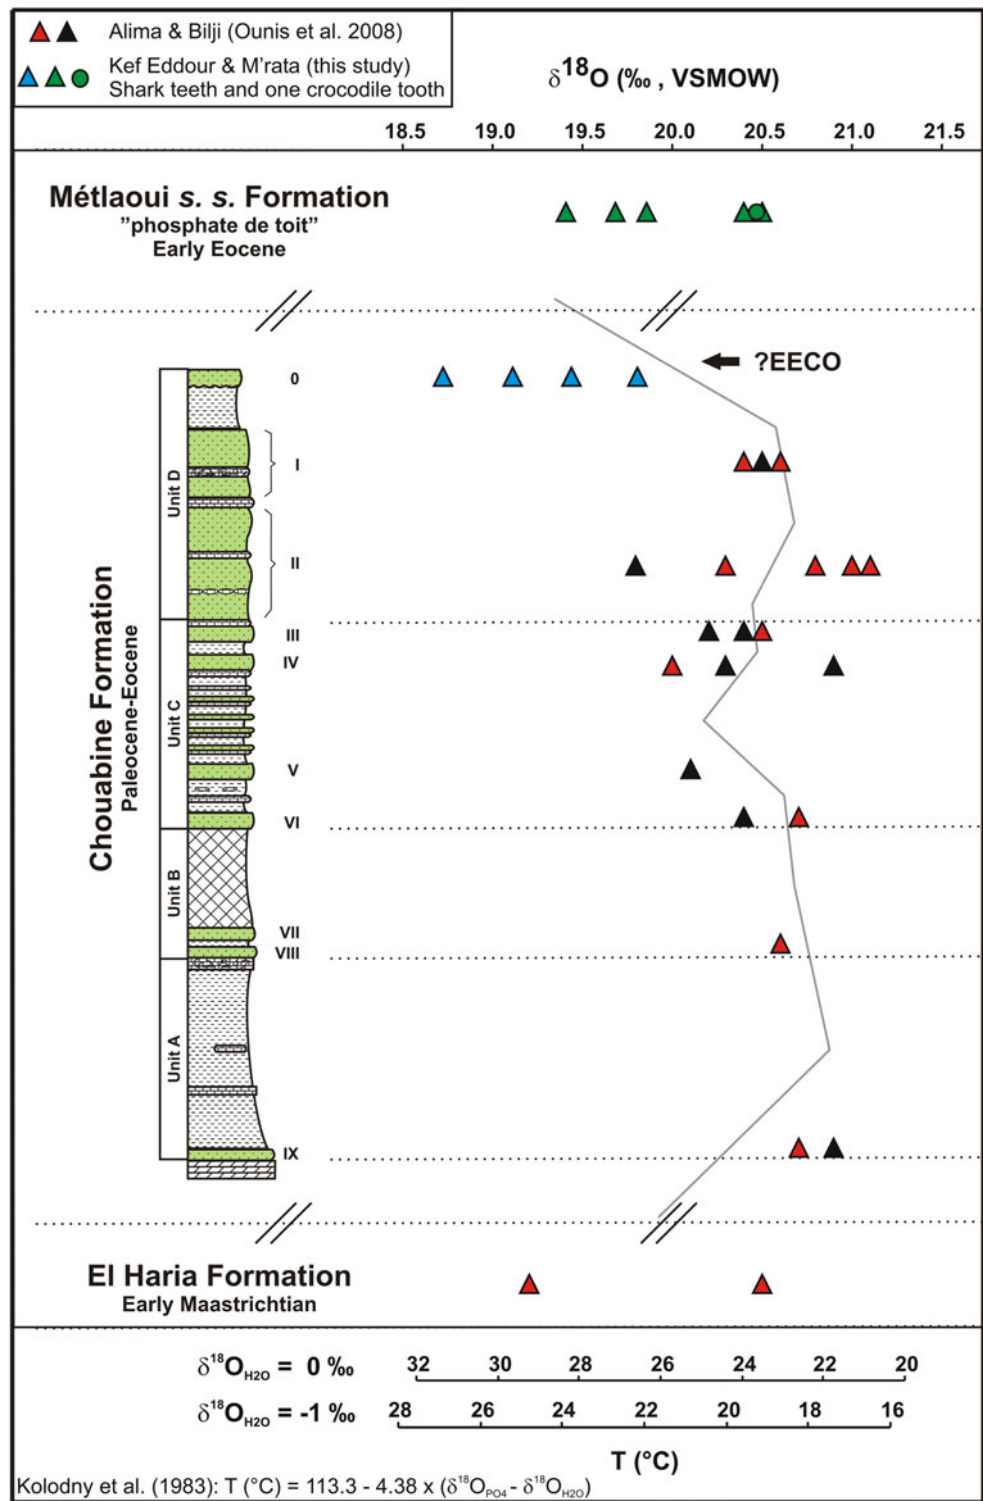 Alima & Bilji (Ounis et al. 2008)
Kef Eddour & M'rata (this study)
Shark teeth and one crocodile tooth
δ18O (‰ , VSMOW)
18.5 19.0 19.5 20.0 20.5 21.0 21.5
Métlaoui s. s. Formation
"phosphate de toit"
Early Eocene
?EECO
0
I
II
III
IV
V
VI
VII
VIII
IX
Unit D
Unit C
Unit B
Unit A
Chouabine Formation
Paleocene-Eocene
El Haria Formation
Early Maastrichtian
δ18OH2O = 0 ‰ 32 30 28 26 24 22 20
δ18OH2O = -1 ‰ 28 26 24 22 20 18 16
T (°C)
Kolodny et al. (1983): T (°C) = 113.3 - 4.38 x (δ18OPO4 - δ18OH2O)